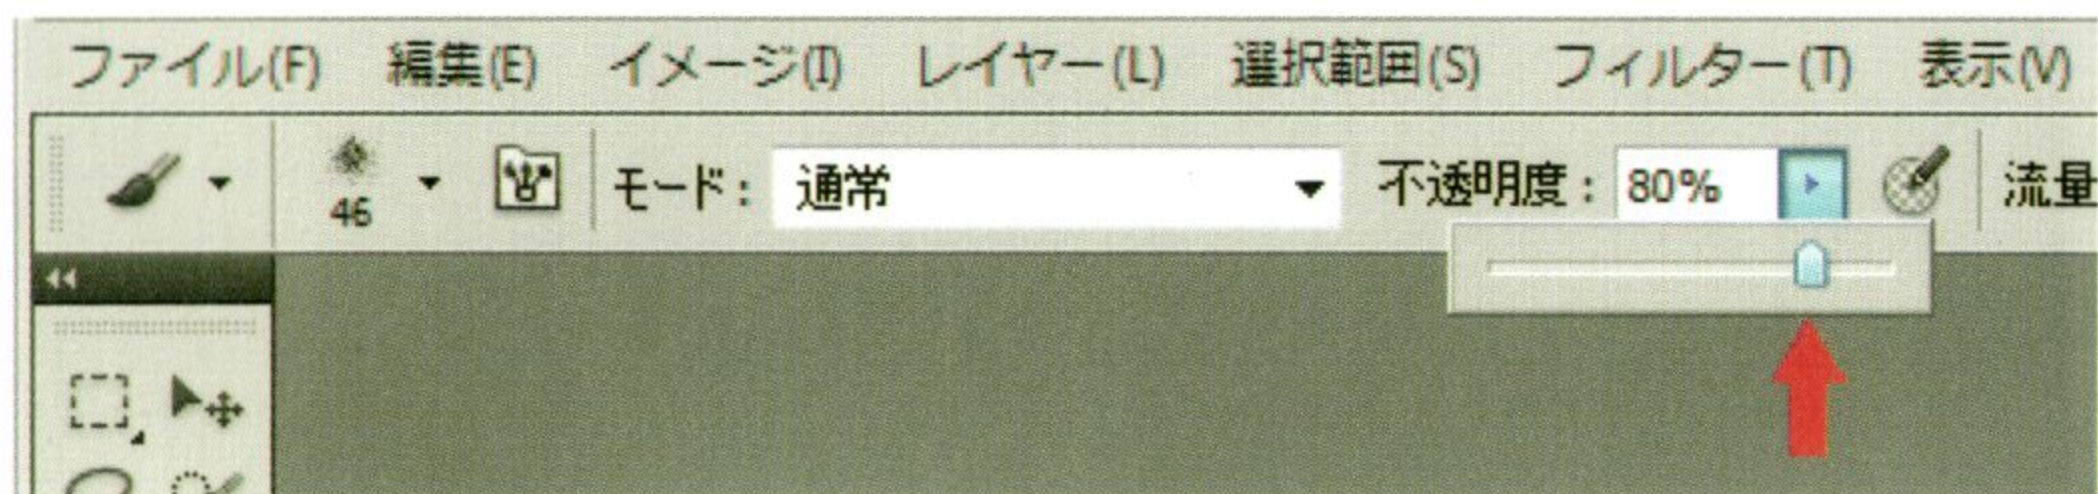 ファイル(F) 編集(E) イメージ(I) レイヤー(L) 選択範囲(S) フィルター(T) 表示(V)
46 モード： 通常 不透明度： 80% 流量